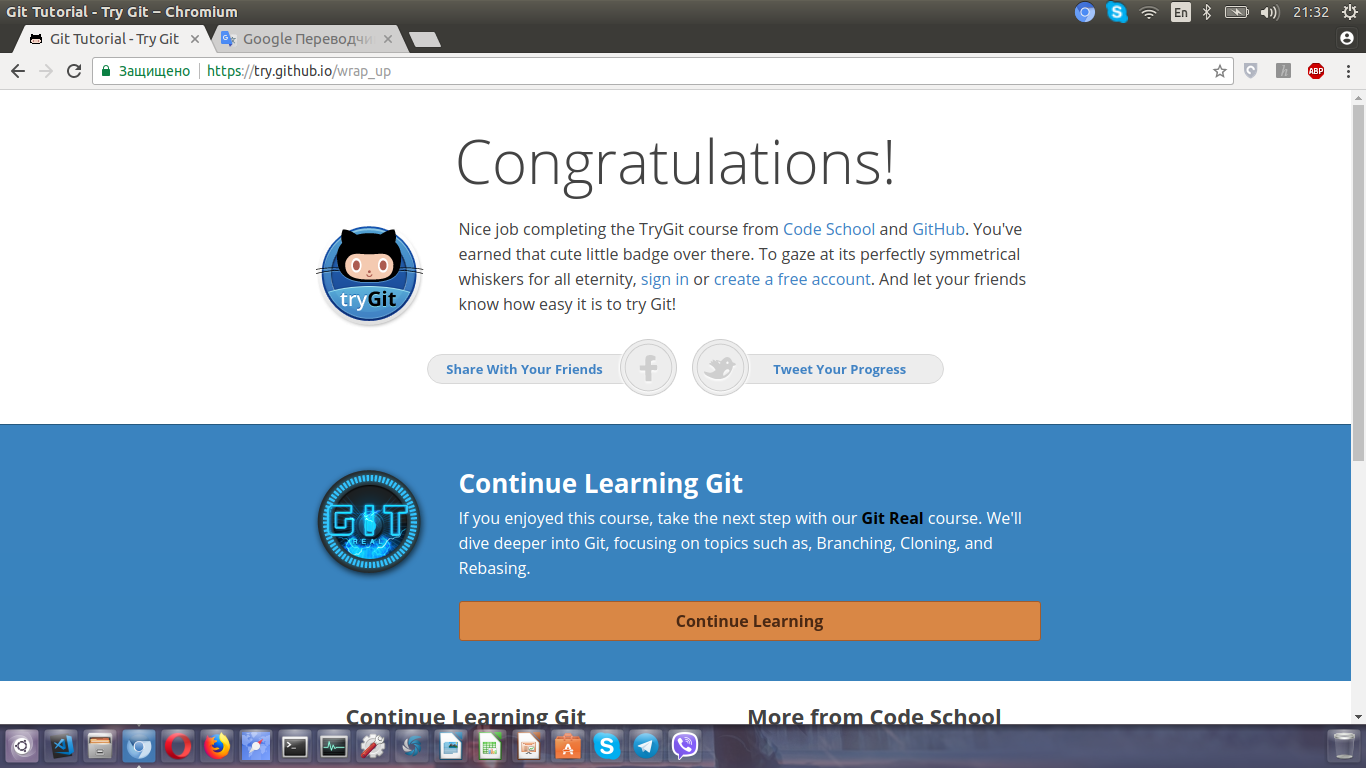 Git Tutorial - Try Git – Chromium
En
21:32
Git Tutorial - Try Git
Google Переводчи
Защищено
https://try.github.io/wrap_up
ABP
Congratulations!
Nice job completing the TryGit course from Code School and GitHub. You've
earned that cute little badge over there. To gaze at its perfectly symmetrical
whiskers for all eternity, sign in or create a free account. And let your friends
know how easy it is to try Git!
tryGit
Share With Your Friends
Tweet Your Progress
Continue Learning Git
If you enjoyed this course, take the next step with our Git Real course. We'll
dive deeper into Git, focusing on topics such as, Branching, Cloning, and
Rebasing.
GIT
REAL
Continue Learning
Continue Learning Git
More from Code School